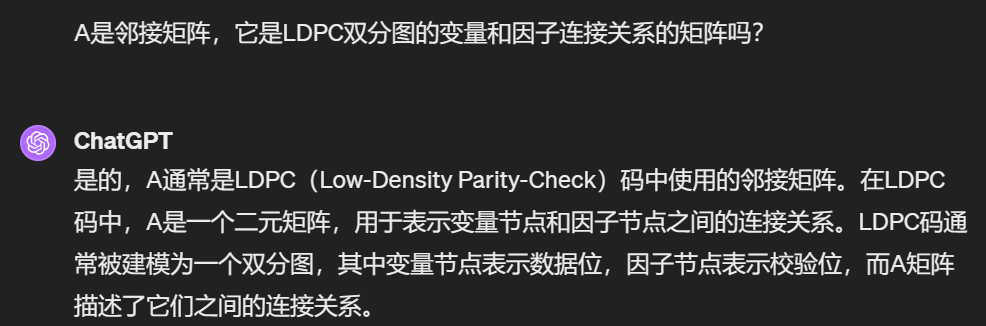 A是邻接矩阵，它是LDPC双分图的变量和因子连接关系的矩阵吗？
ChatGPT
是的，A通常是LDPC（Low-Density Parity-Check）码中使用的邻接矩阵。在LDPC
码中，A是一个二元矩阵，用于表示变量节点和因子节点之间的连接关系。LDPC码通
常被建模为一个双分图，其中变量节点表示数据位，因子节点表示校验位，而A矩阵
描述了它们之间的连接关系。